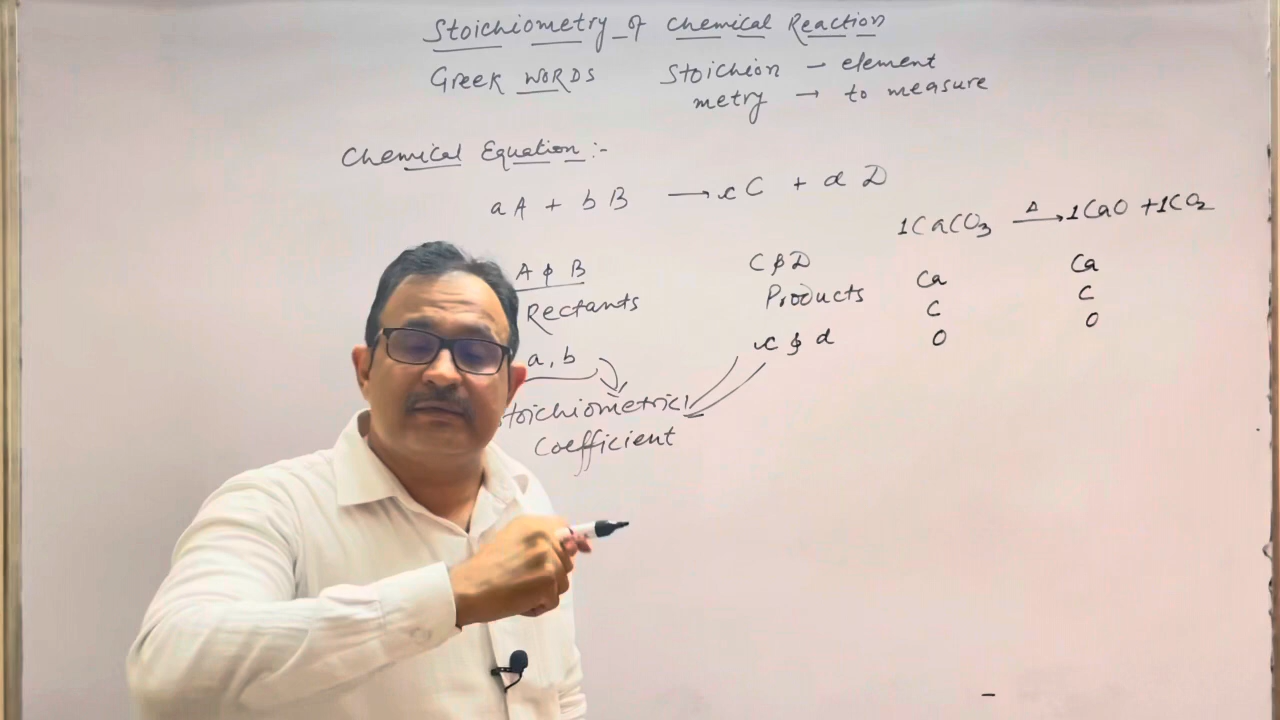 Stoichiometry of Chemical Reaction
Greek WORDS Stoichion – element
metry → to measure
Chemical Equation :-
aA + bB → cC + dD
1CaCO₃ —Δ→ 1CaO + 1CO₂
A & B C & D Ca Ca
Rectants Products C C
a, b c & d O O
toichiometric
Coefficient